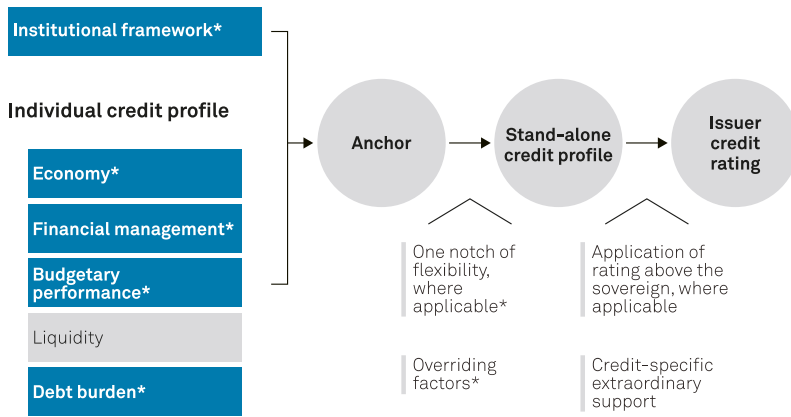 Institutional framework*
Individual credit profile
Economy*
Financial management*
Budgetary
performance*
Liquidity
Debt burden*
Anchor
Stand-alone
credit profile
Issuer
credit
rating
One notch of
flexibility,
where
applicable*
Overriding
factors*
Application of
rating above the
sovereign, where
applicable
Credit-specific
extraordinary
support